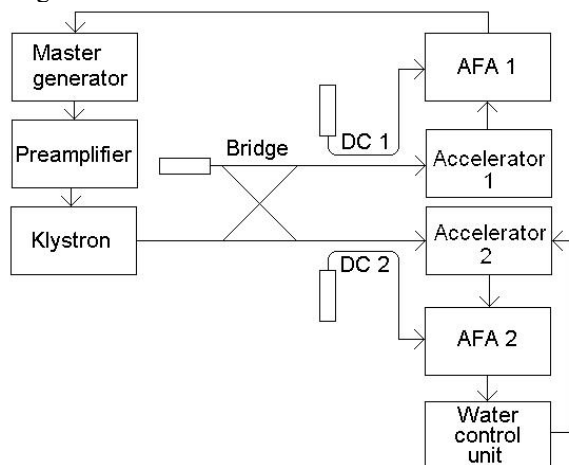 Master
generator
AFA 1
DC 1
Preamplifier
Bridge
Accelerator
1
Klystron
Accelerator
2
DC 2
AFA 2
Water
control
unit